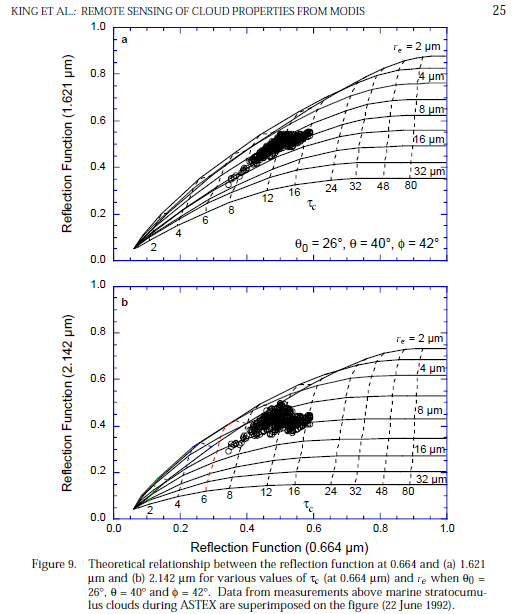 KING ET AL.: REMOTE SENSING OF CLOUD PROPERTIES FROM MODIS 25
1.0
a
rₑ = 2 µm
0.8
4 µm
8 µm
0.6
16 µm
0.4
32 µm
0.2
2 4 6 8 12 16 24 32 48 80
τc
θ0 = 26°, θ = 40°, ϕ = 42°
0.0
Reflection Function (1.621 µm)
1.0
b
rₑ = 2 µm
0.8
4 µm
0.6
8 µm
0.4
16 µm
0.2
32 µm
2 4 6 8 12 16 24 32 48 80
τc
0.0
Reflection Function (2.142 µm)
0.0 0.2 0.4 0.6 0.8 1.0
Reflection Function (0.664 µm)
Figure 9. Theoretical relationship between the reflection function at 0.664 and (a) 1.621
µm and (b) 2.142 µm for various values of τc (at 0.664 µm) and rₑ when θ0 =
26°, θ = 40° and ϕ = 42°. Data from measurements above marine stratocumu-
lus clouds during ASTEX are superimposed on the figure (22 June 1992).